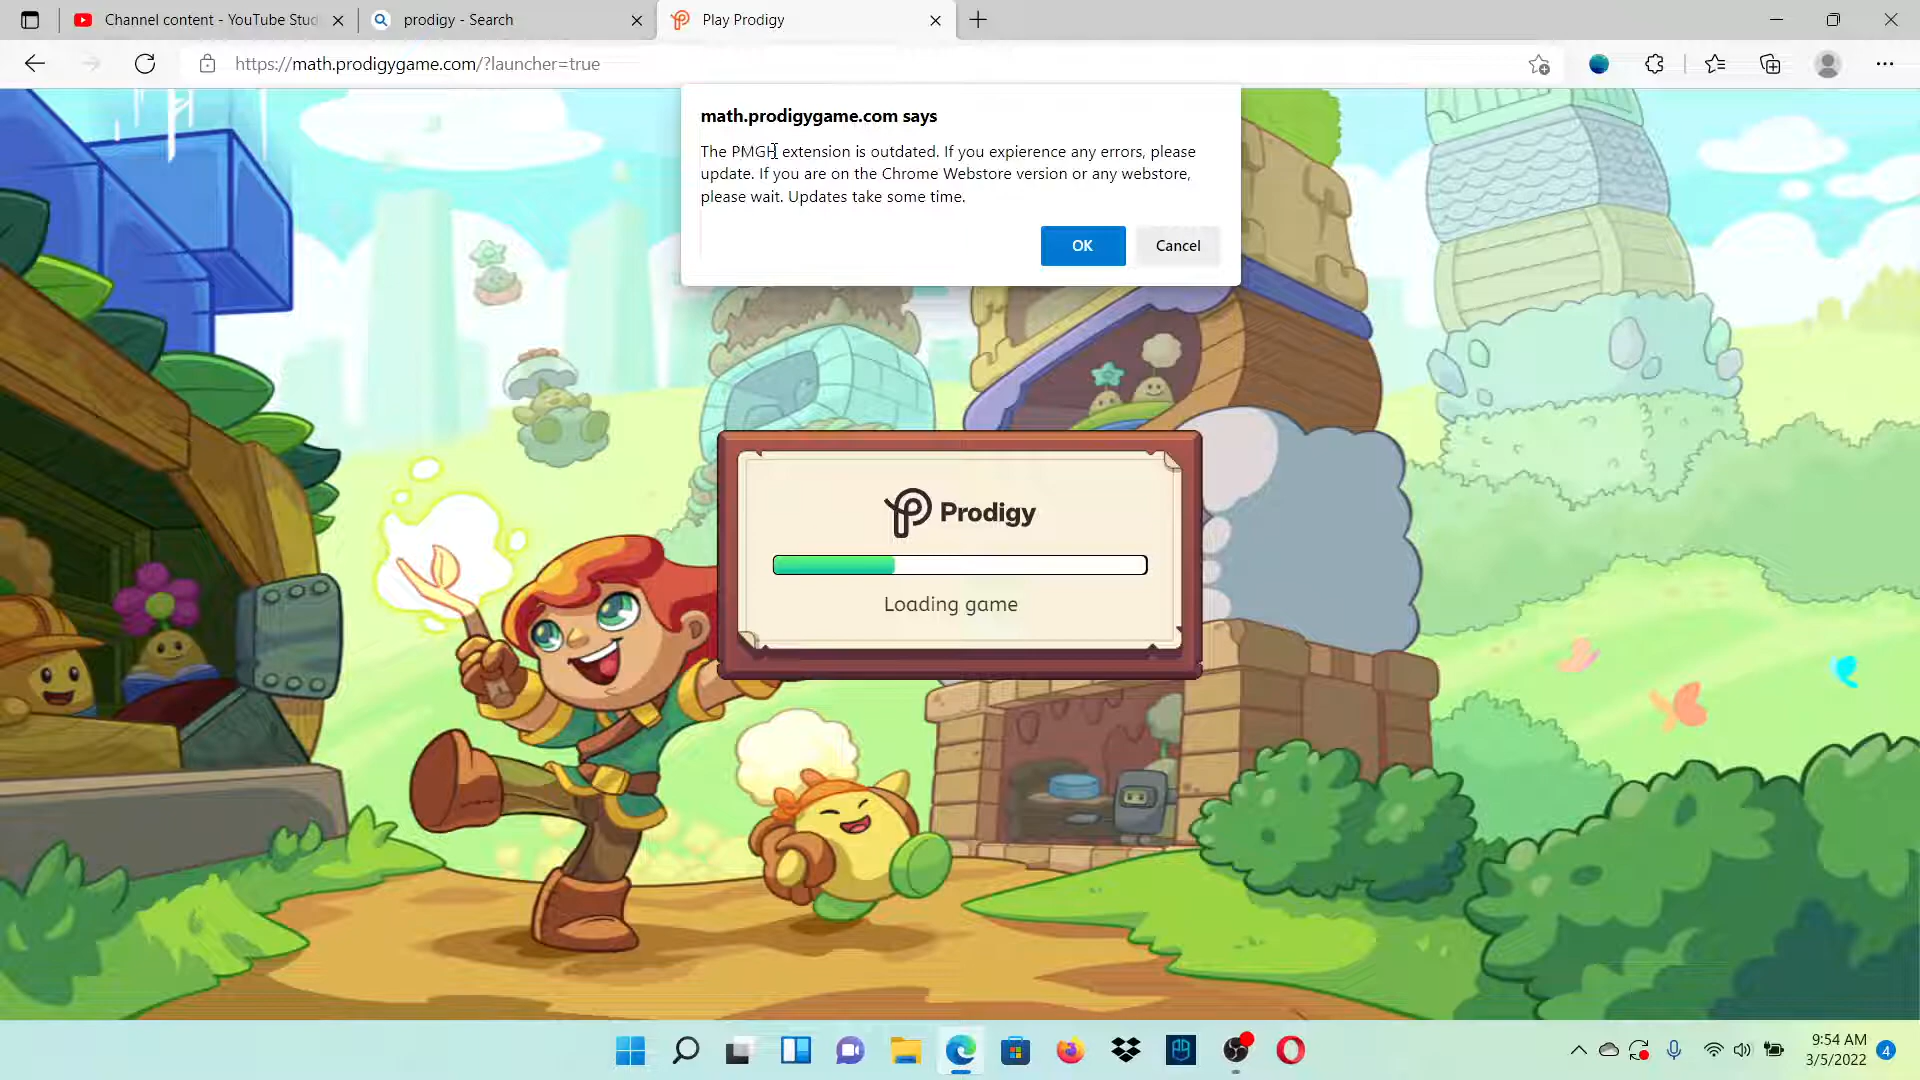 Channel content - YouTube Stud
prodigy - Search
Play Prodigy
https://math.prodigygame.com/?launcher=true
math.prodigygame.com says
The PMGH extension is outdated. If you expierence any errors, please
update. If you are on the Chrome Webstore version or any webstore,
please wait. Updates take some time.
OK
Cancel
Prodigy
Loading game
9:54 AM
3/5/2022
4